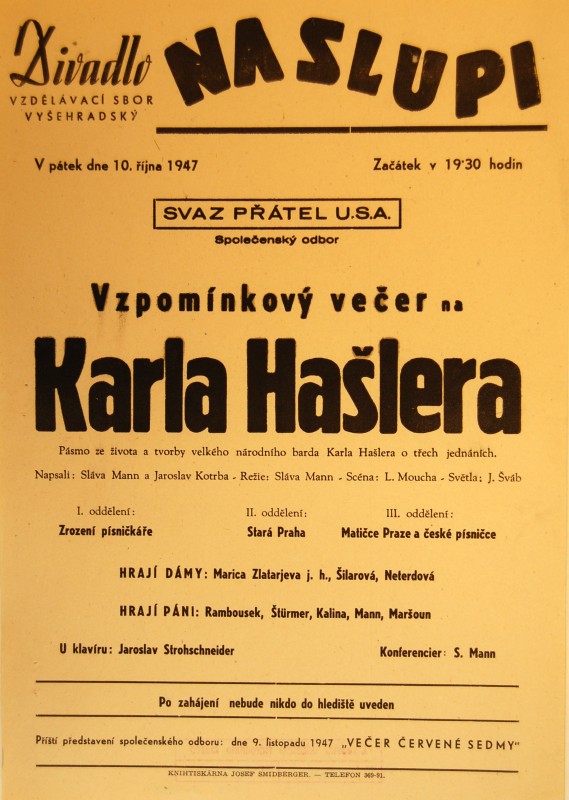 Divadlo
VZDĚLÁVACÍ SBOR
VYŠEHRADSKÝ
NA SLUPI
V pátek dne 10. října 1947
Začátek v 19·30 hodin
SVAZ PŘÁTEL U.S.A.
Společenský odbor
Vzpomínkový večer na
Karla Hašlera
Pásmo ze života a tvorby velkého národního barda Karla Hašlera o třech jednáních.
Napsali: Sláva Mann a Jaroslav Kotrba - Režie: Sláva Mann - Scéna: L. Moucha - Světla; J. Šváb
I. oddělení:
Zrození písničkáře
II. oddělení:
Stará Praha
III. oddělení:
Matičce Praze a české písničce
HRAJÍ DÁMY: Marica Zlatarjeva j. h., Šilarová, Neterdová
HRAJÍ PÁNI: Rambousek, Štürmer, Kalina, Mann, Maršoun
U klavíru: Jaroslav Strohschneider
Konferencier: S. Mann
Po zahájení nebude nikdo do hlediště uveden
Příští představení společenského odboru: dne 9. listopadu 1947 „VEČER ČERVENÉ SEDMY"
KNIHTISKÁRNA JOSEF SMIDBERGER. — TELEFON 369-81.